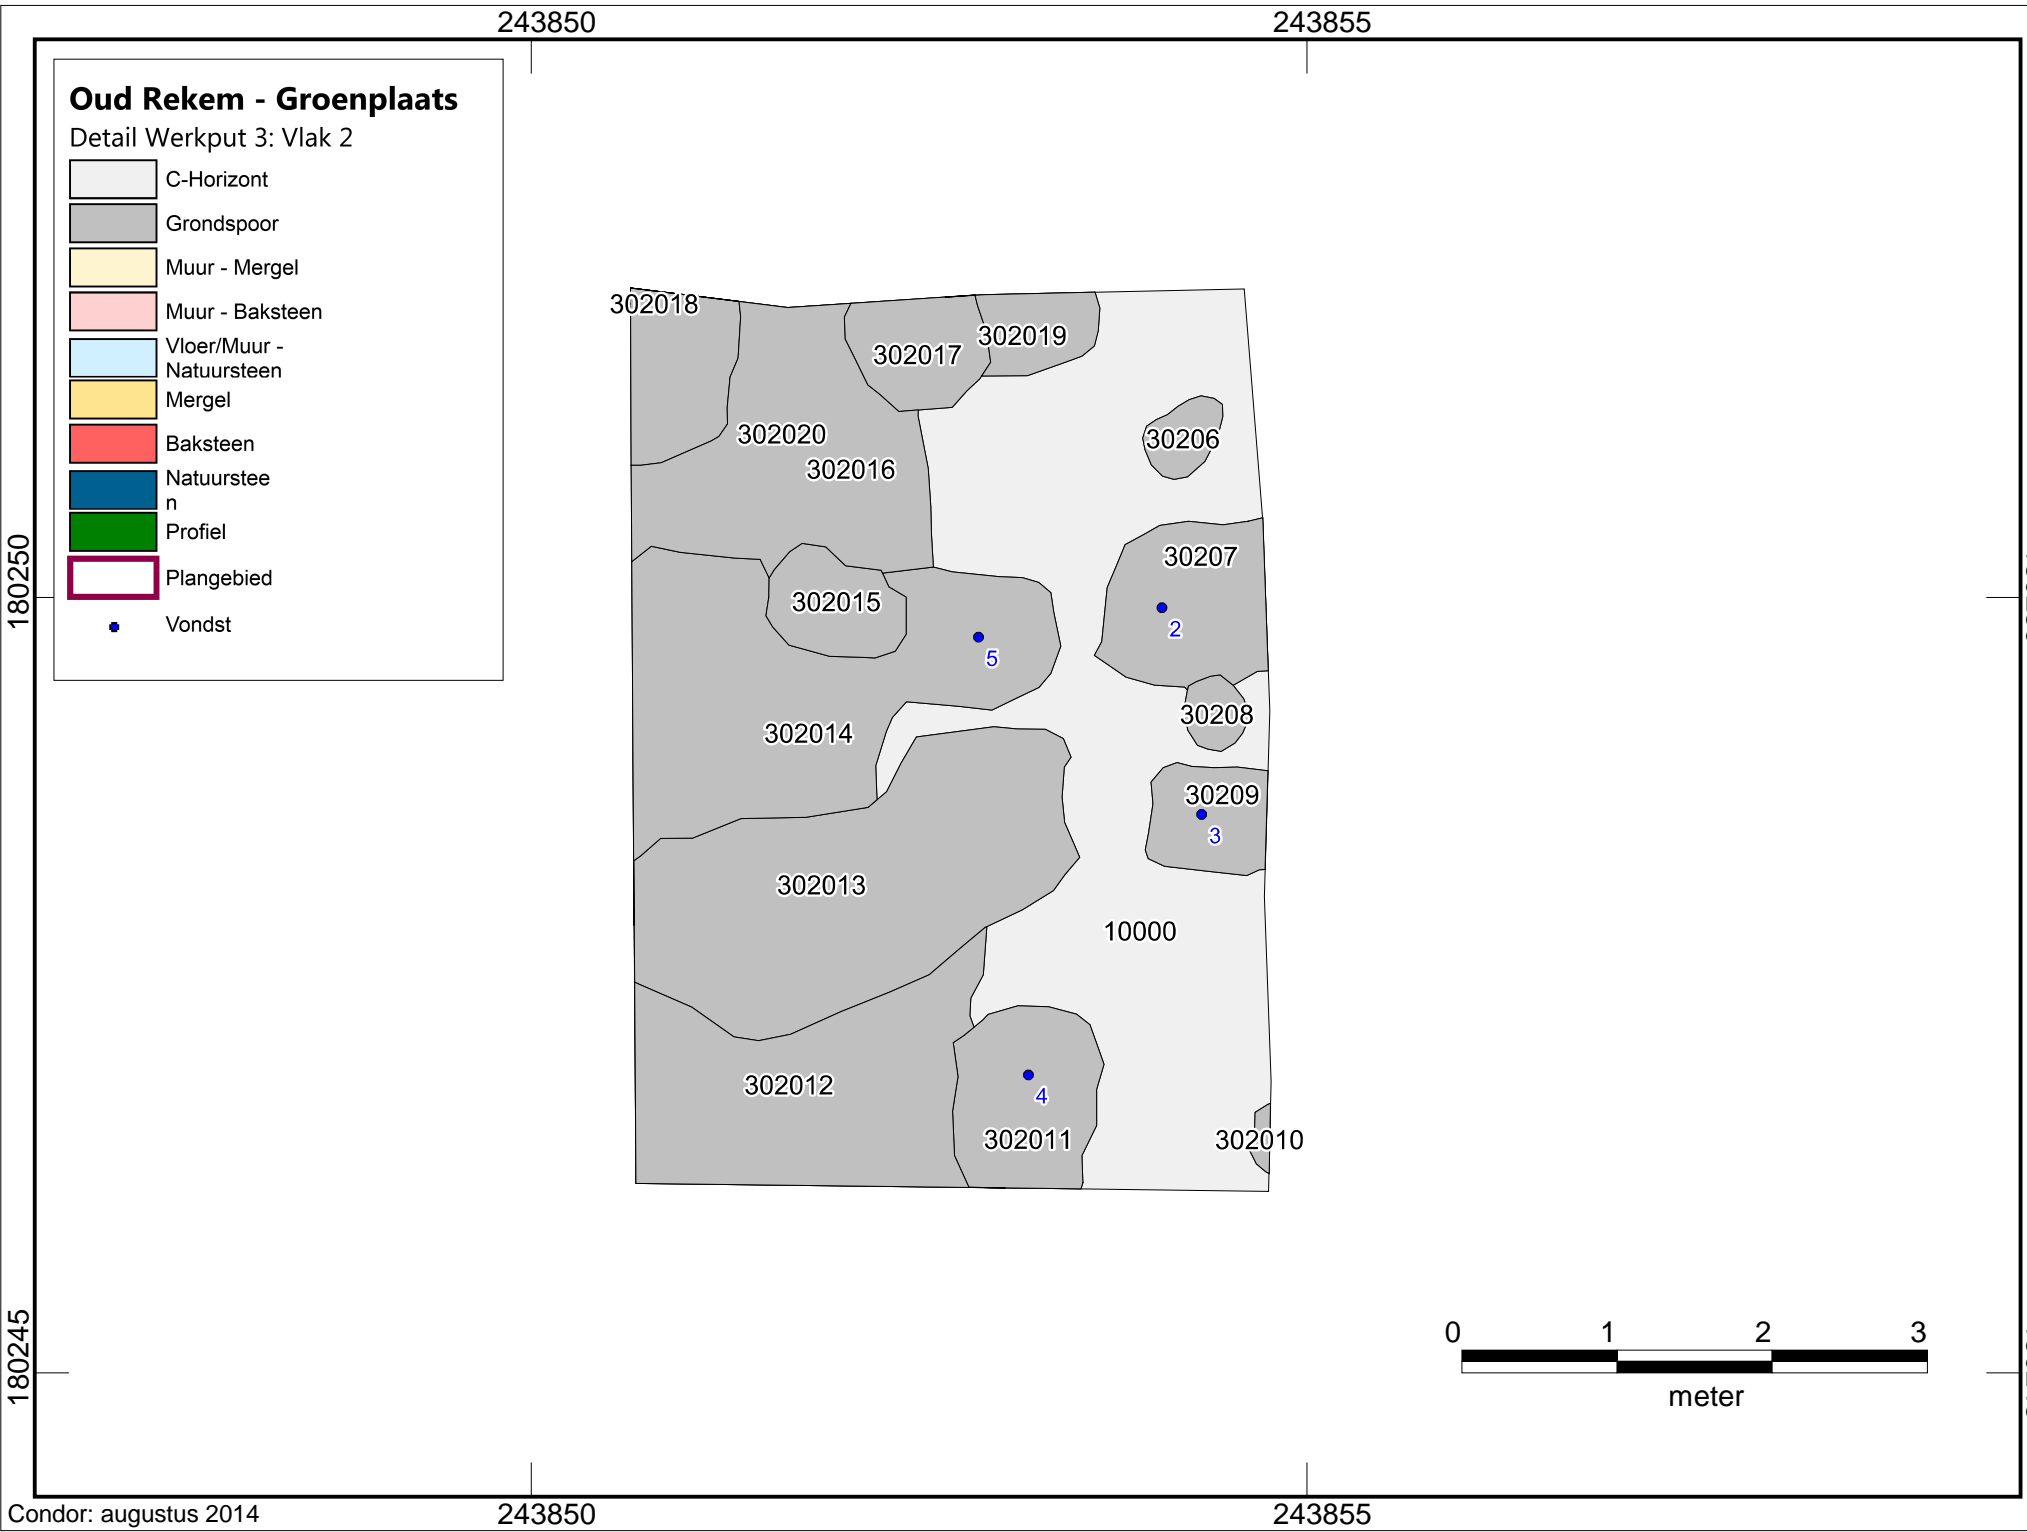 243850
243855
Oud Rekem - Groenplaats
Detail Werkput 3: Vlak 2
C-Horizont
Grondspoor
Muur - Mergel
Muur - Baksteen
Vloer/Muur -
Natuursteen
Mergel
Baksteen
Natuurstee
n
Profiel
Plangebied
Vondst
180250
180245
302018
302017
302019
302020
302016
30206
30207
2
302015
5
30208
302014
30209
3
302013
10000
302012
4
302011
302010
0
1
2
3
meter
Condor: augustus 2014
243850
243855